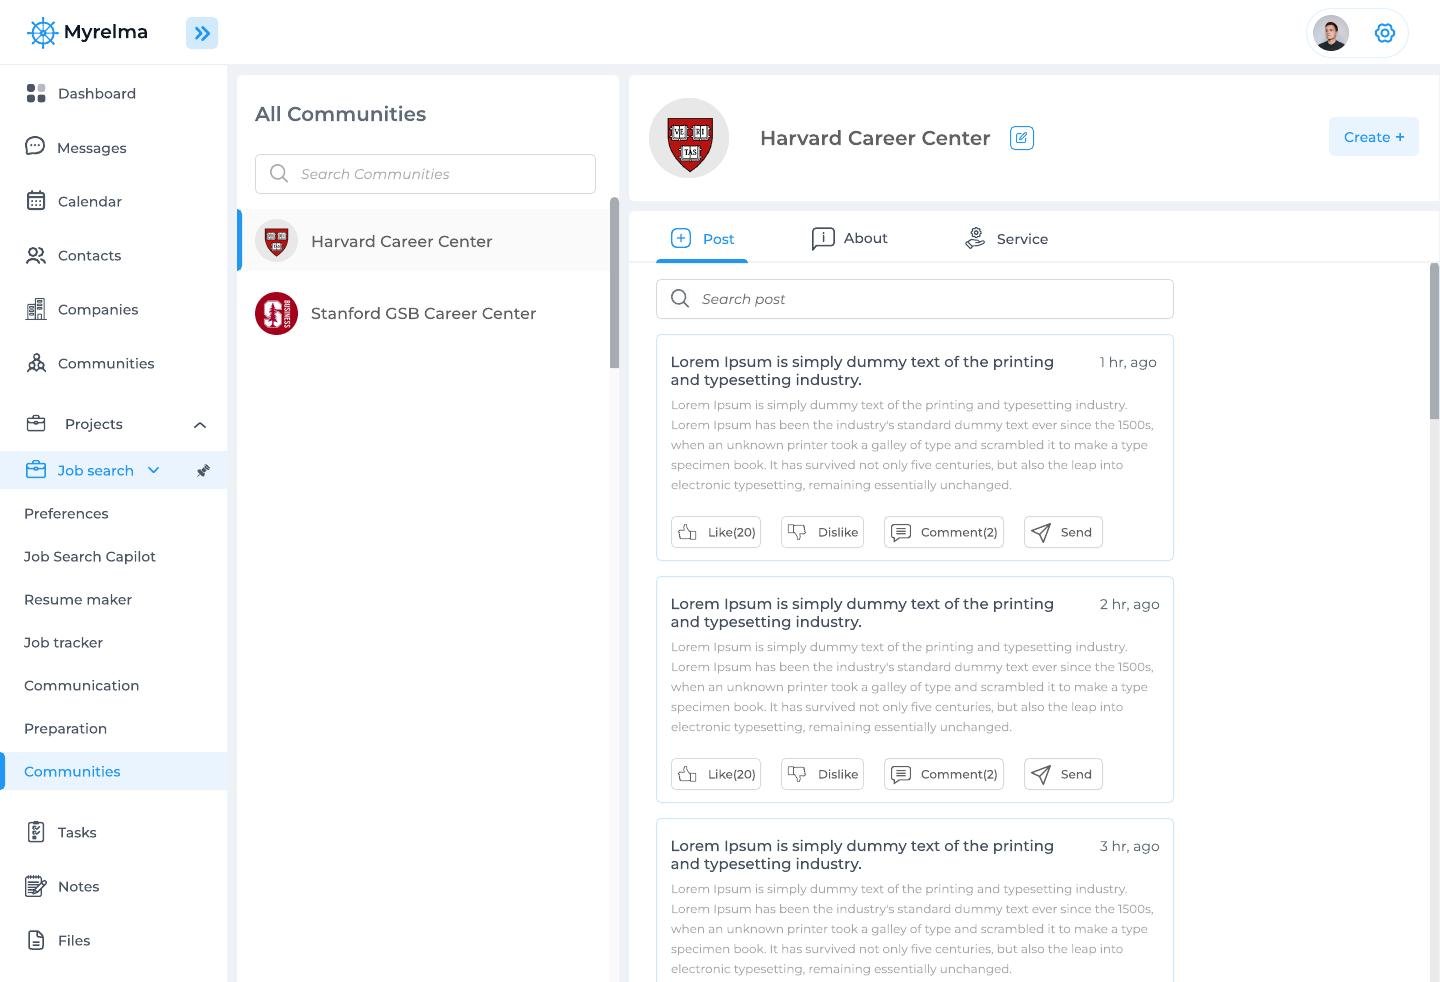 Myrelma
Dashboard
Messages
Calendar
Contacts
Companies
Communities
Projects
Job search
Preferences
Job Search Capilot
Resume maker
Job tracker
Communication
Preparation
Communities
Tasks
Notes
Files
All Communities
Search Communities
Harvard Career Center
BUSINESS
Stanford GSB Career Center
VE RI
TAS
Harvard Career Center
Create +
Post
About
Service
Search post
Lorem Ipsum is simply dummy text of the printing
and typesetting industry.
1 hr, ago
Lorem Ipsum is simply dummy text of the printing and typesetting industry.
Lorem Ipsum has been the industry's standard dummy text ever since the 1500s,
when an unknown printer took a galley of type and scrambled it to make a type
specimen book. It has survived not only five centuries, but also the leap into
electronic typesetting, remaining essentially unchanged.
Like(20)
Dislike
Comment(2)
Send
Lorem Ipsum is simply dummy text of the printing
and typesetting industry.
2 hr, ago
Lorem Ipsum is simply dummy text of the printing and typesetting industry.
Lorem Ipsum has been the industry's standard dummy text ever since the 1500s,
when an unknown printer took a galley of type and scrambled it to make a type
specimen book. It has survived not only five centuries, but also the leap into
electronic typesetting, remaining essentially unchanged.
Like(20)
Dislike
Comment(2)
Send
Lorem Ipsum is simply dummy text of the printing
and typesetting industry.
3 hr, ago
Lorem Ipsum is simply dummy text of the printing and typesetting industry.
Lorem Ipsum has been the industry's standard dummy text ever since the 1500s,
when an unknown printer took a galley of type and scrambled it to make a type
specimen book. It has survived not only five centuries, but also the leap into
electronic typesetting, remaining essentially unchanged.